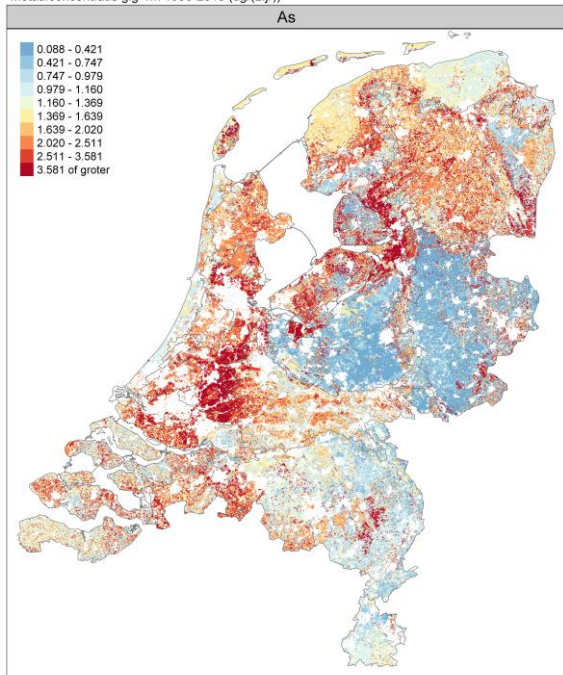 As
0.088 - 0.421
0.421 - 0.747
0.747 - 0.979
0.979 - 1.160
1.160 - 1.369
1.369 - 1.639
1.639 - 2.020
2.020 - 2.511
2.511 - 3.581
3.581 of groter